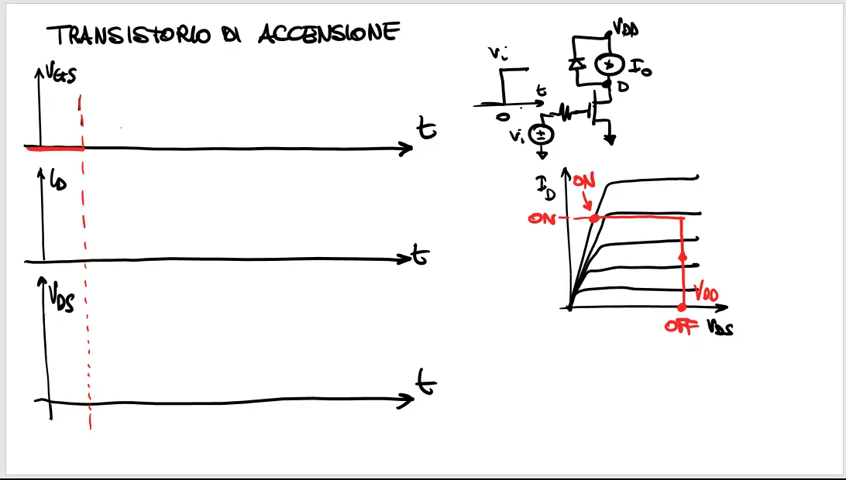 TRANSISTORIO DI ACCENSIONE
VGS
t
iD
t
VDS
t
Vi
t
0
VDD
I0
D
Vi
ID
ON
ON
VDD
OFF
VDS